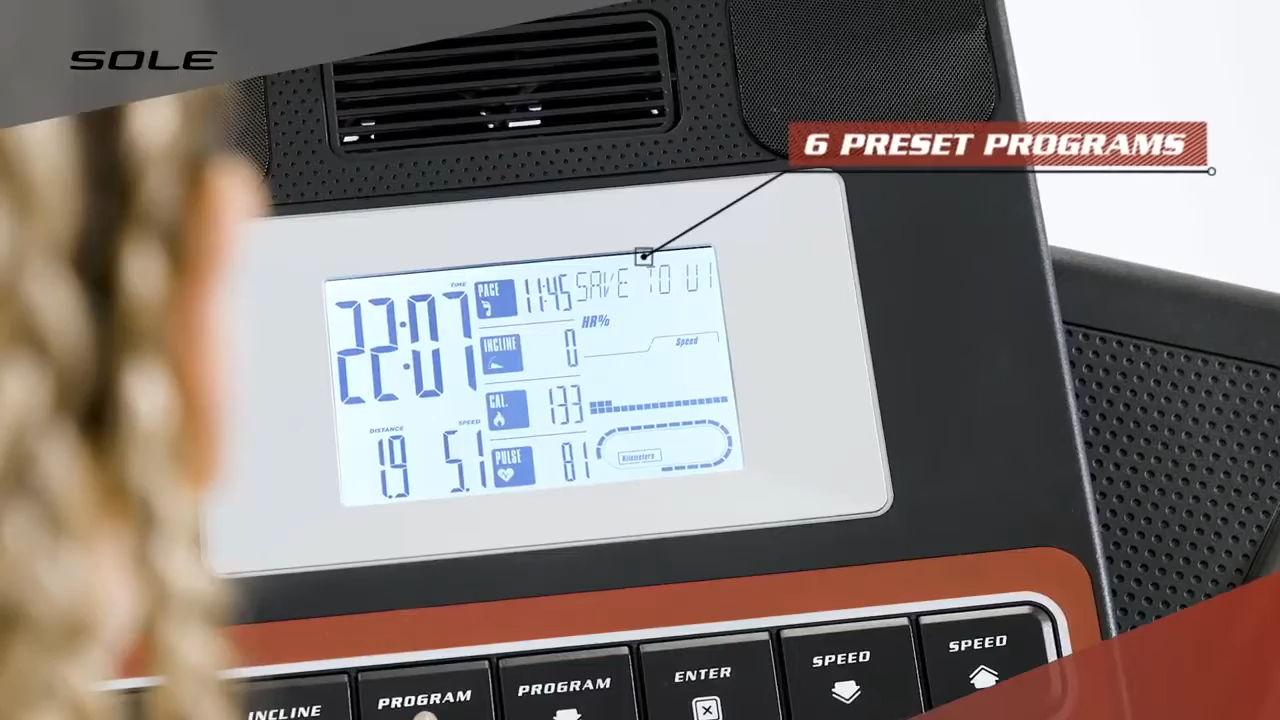 SOLE
6 PRESET PROGRAMS
TIME
22:07
PACE
11:45
SAVE TO U1
HR%
INCLINE
0
Speed
CAL.
133
DISTANCE
1.9
SPEED
5.1
PULSE
81
Kilometers
INCLINE
PROGRAM
PROGRAM
ENTER
SPEED
SPEED